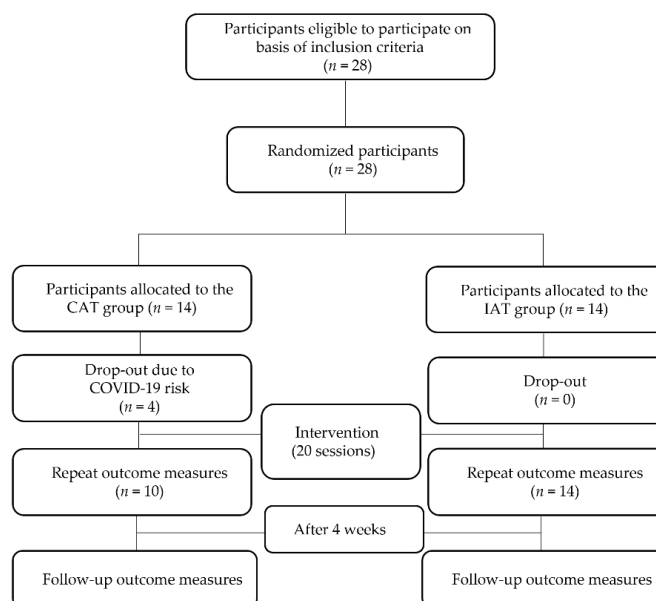 Participants eligible to participate on
basis of inclusion criteria
(n = 28)
Randomized participants
(n = 28)
Participants allocated to the
CAT group (n = 14)
Participants allocated to the
IAT group (n = 14)
Drop-out due to
COVID-19 risk
(n = 4)
Drop-out
(n = 0)
Intervention
(20 sessions)
Repeat outcome measures
(n = 10)
Repeat outcome measures
(n = 14)
After 4 weeks
Follow-up outcome measures
Follow-up outcome measures